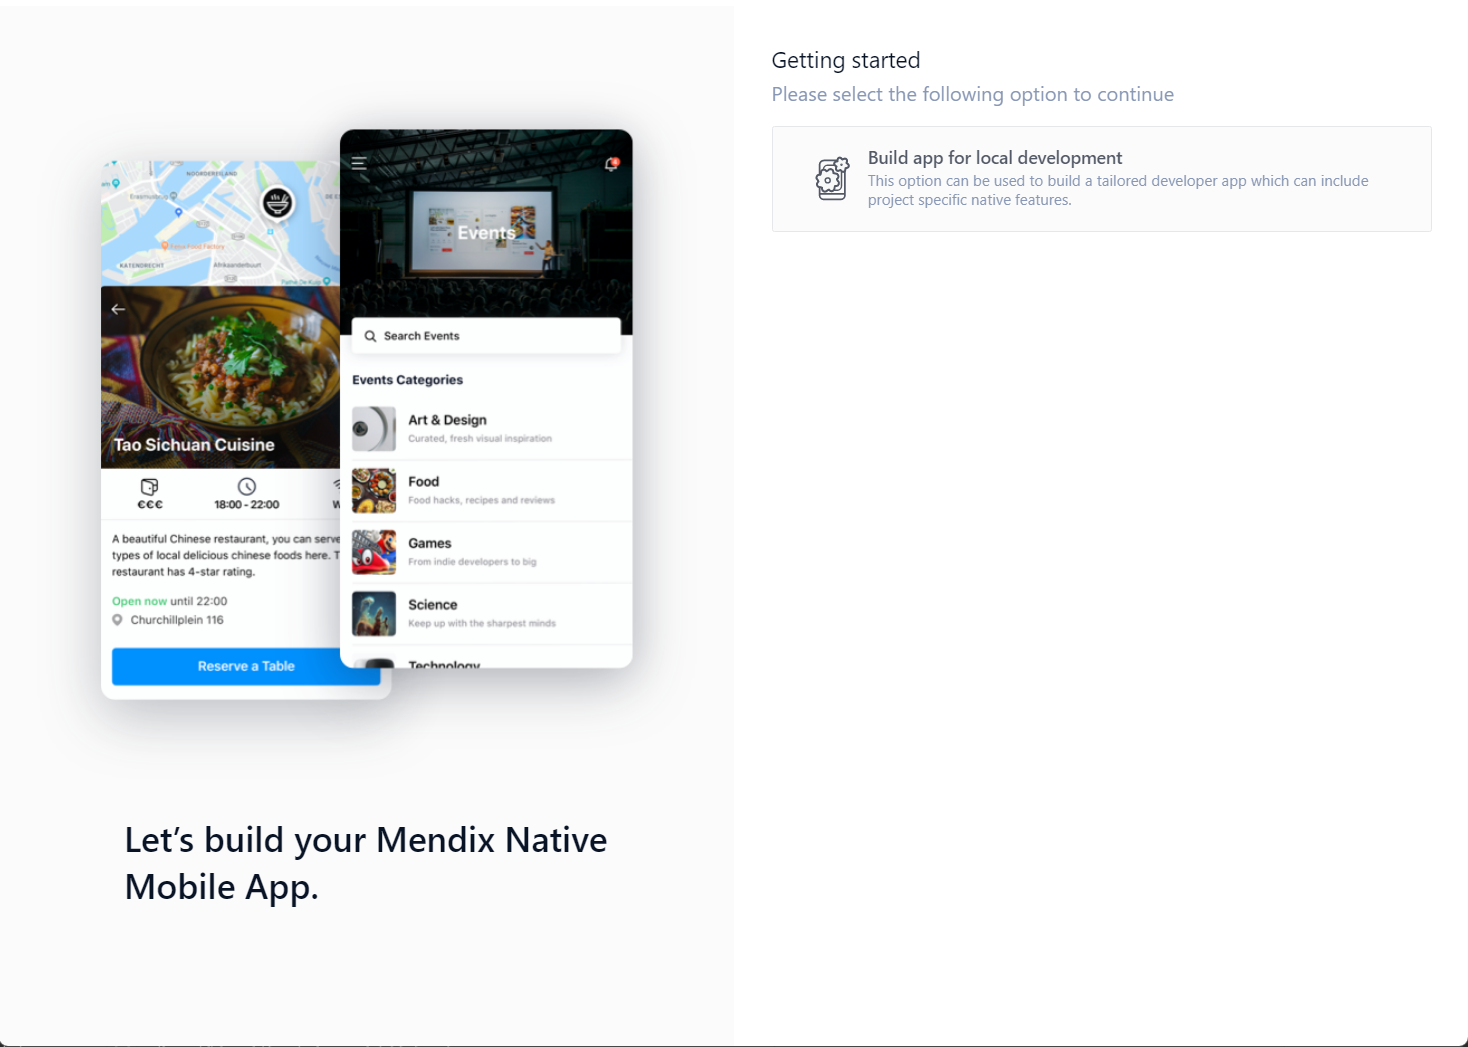 Getting started
Please select the following option to continue
Build app for local development
This option can be used to build a tailored developer app which can include
project specific native features.
NOORDEREILAND
Erasmusbrug
KATENDRECHT
Afrikaanderbuurt
Tao Sichuan Cuisine
€€€
18:00 - 22:00
A beautiful Chinese restaurant, you can serve
types of local delicious chinese foods here. T
restaurant has 4-star rating.
Open now until 22:00
Churchillplein 116
Reserve a Table
4
Events
Search Events
Events Categories
Art & Design
Curated, fresh visual inspiration
Food
Food hacks, recipes and reviews
Games
From indie developers to big
Science
Keep up with the sharpest minds
Technology
Let’s build your Mendix Native
Mobile App.